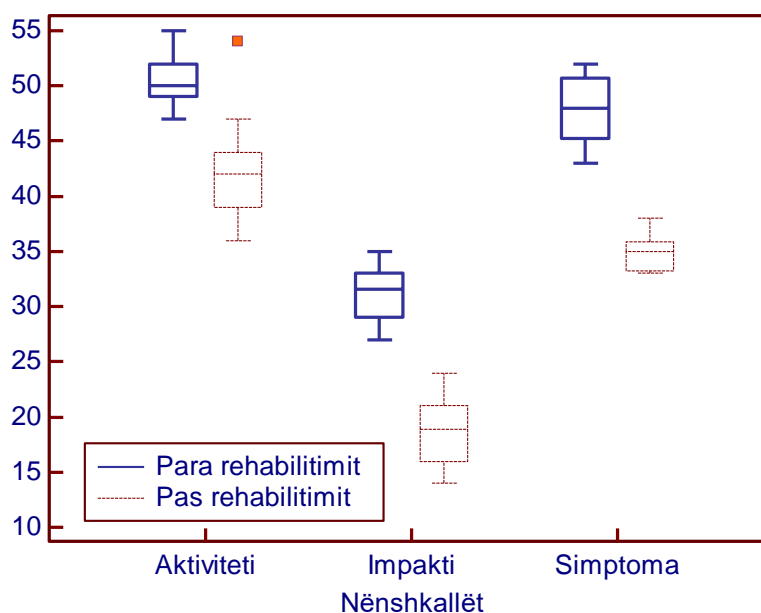 55
50
45
40
35
30
25
20
15
10
Para rehabilitimit
Pas rehabilitimit
Aktiviteti Impakti Simptoma
Nënshkallët